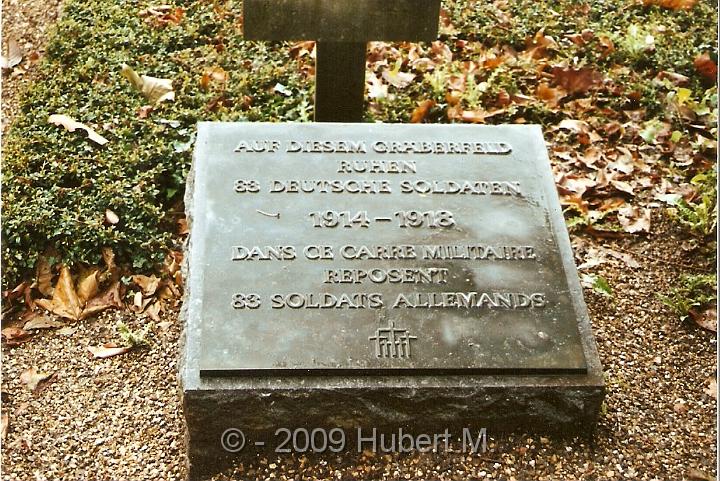 AUF DIESEM GRÄBERFELD
RUHEN
83 DEUTSCHE SOLDATEN
1914-1918
DANS CE CARRE MILITAIRE
REPOSENT
83 SOLDATS ALLEMANDS
© - 2009 Hubert.M.